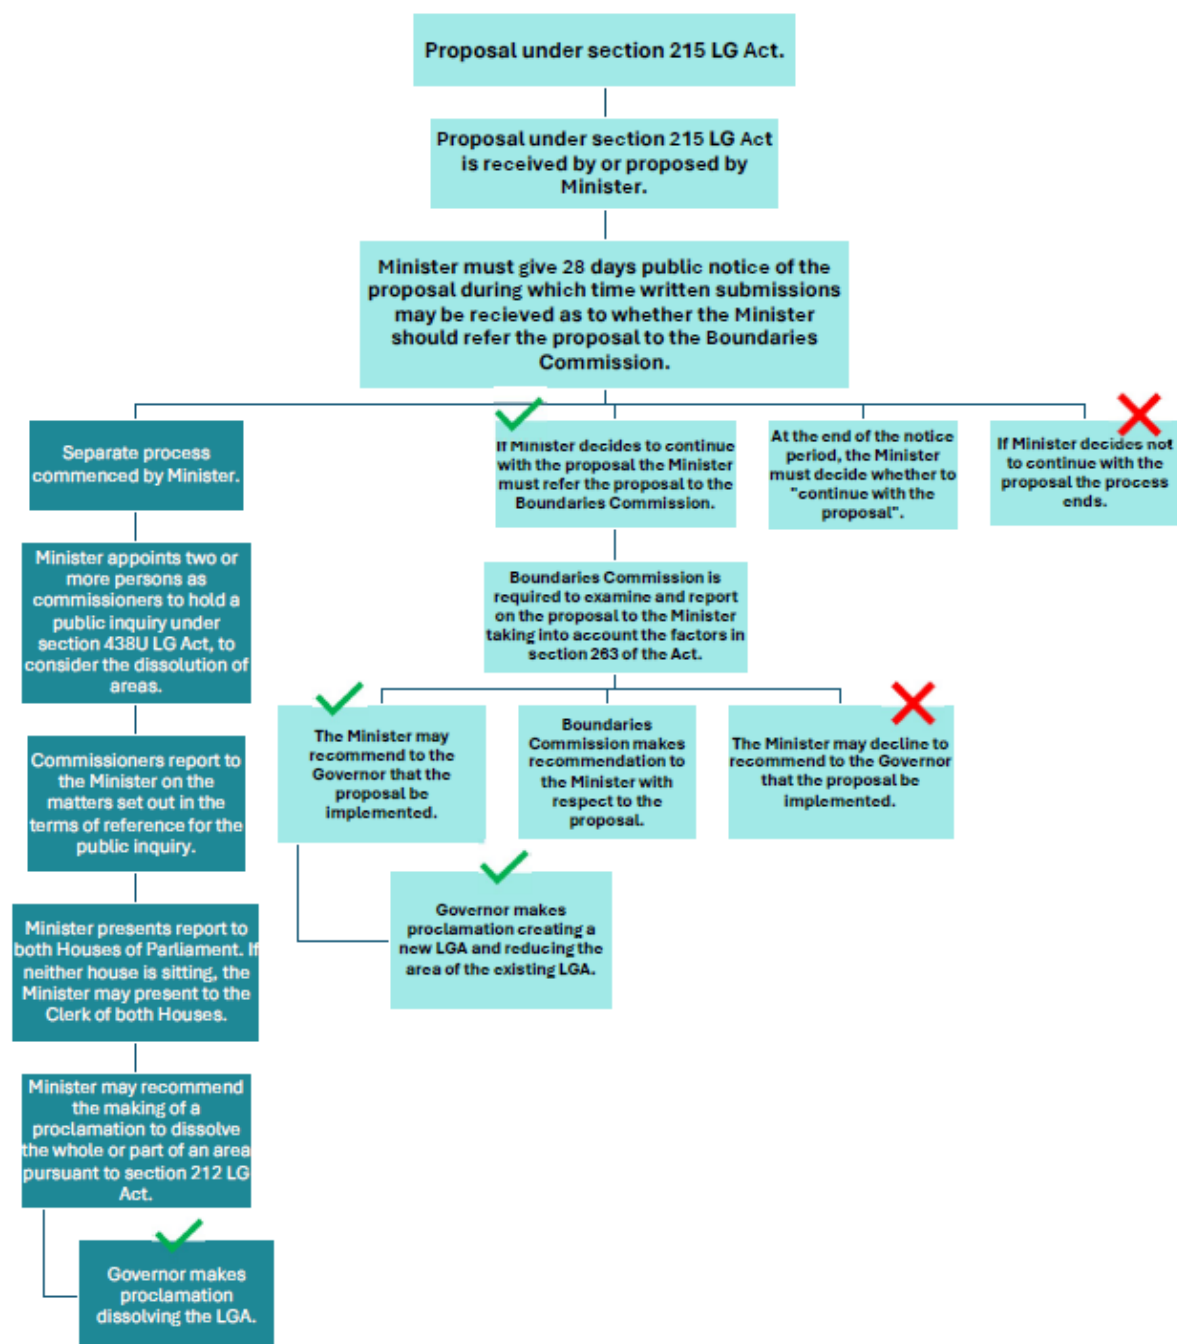 Proposal under section 215 LG Act.
Proposal under section 215 LG Act
is received by or proposed by
Minister.
Minister must give 28 days public notice of the
proposal during which time written submissions
may be recieved as to whether the Minister
should refer the proposal to the Boundaries
Commission.
Separate process
commenced by Minister.
If Minister decides to continue
with the proposal the Minister
must refer the proposal to the
Boundaries Commission.
At the end of the notice
period, the Minister
must decide whether to
"continue with the
proposal".
If Minister decides not
to continue with the
proposal the process
ends.
Minister appoints two or
more persons as
commissioners to hold a
public inquiry under
section 438U LG Act, to
consider the dissolution of
areas.
Boundaries Commission is
required to examine and report
on the proposal to the Minister
taking into account the factors in
section 263 of the Act.
Commissioners report to
the Minister on the
matters set out in the
terms of reference for the
public inquiry.
The Minister may
recommend to the
Governor that the
proposal be
implemented.
Boundaries
Commission makes
recommendation to
the Minister with
respect to the
proposal.
The Minister may decline to
recommend to the Governor
that the proposal be
implemented.
Governor makes
proclamation creating a
new LGA and reducing the
area of the existing LGA.
Minister presents report to
both Houses of Parliament. If
neither house is sitting, the
Minister may present to the
Clerk of both Houses.
Minister may recommend
the making of a
proclamation to dissolve
the whole or part of an area
pursuant to section 212 LG
Act.
Governor makes
proclamation
dissolving the LGA.